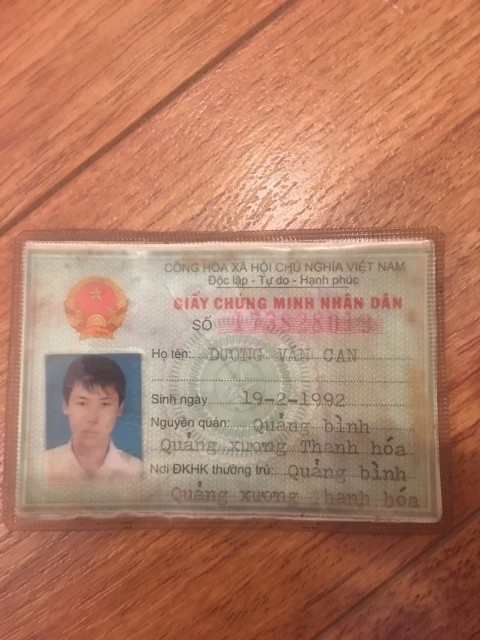 CỘNG HÒA XÃ HỘI CHỦ NGHĨA VIỆT NAM
Độc lập - Tự do - Hạnh phúc
GIẤY CHỨNG MINH NHÂN DÂN
SỐ
Họ tên: DƯƠNG VĂN CAN
Sinh ngày 19-2-1992
Nguyên quán: Quảng bình
Quảng xương Thanh hóa
Nơi ĐKHK thường trú: Quảng bình
Quảng xương Thanh hóa